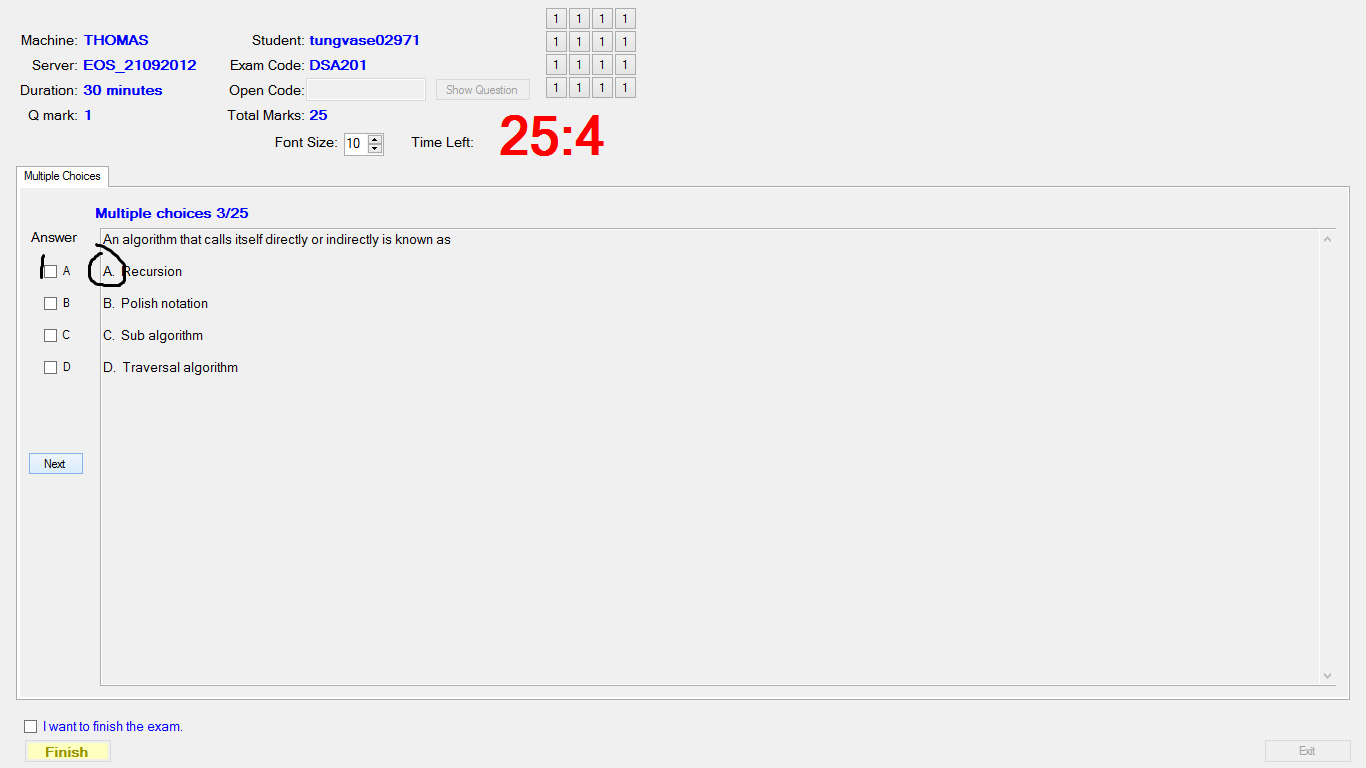 1 1 1 1
Machine: THOMAS Student: tungvase02971
1 1 1 1
Server: EOS_21092012 Exam Code: DSA201
1 1 1 1
Duration: 30 minutes Open Code: Show Question
1 1 1 1
Q mark: 1 Total Marks: 25
Font Size: 10 Time Left: 25:4
Multiple Choices
Multiple choices 3/25
Answer
An algorithm that calls itself directly or indirectly is known as
A A. Recursion
B B. Polish notation
C C. Sub algorithm
D D. Traversal algorithm
Next
I want to finish the exam.
Finish Exit